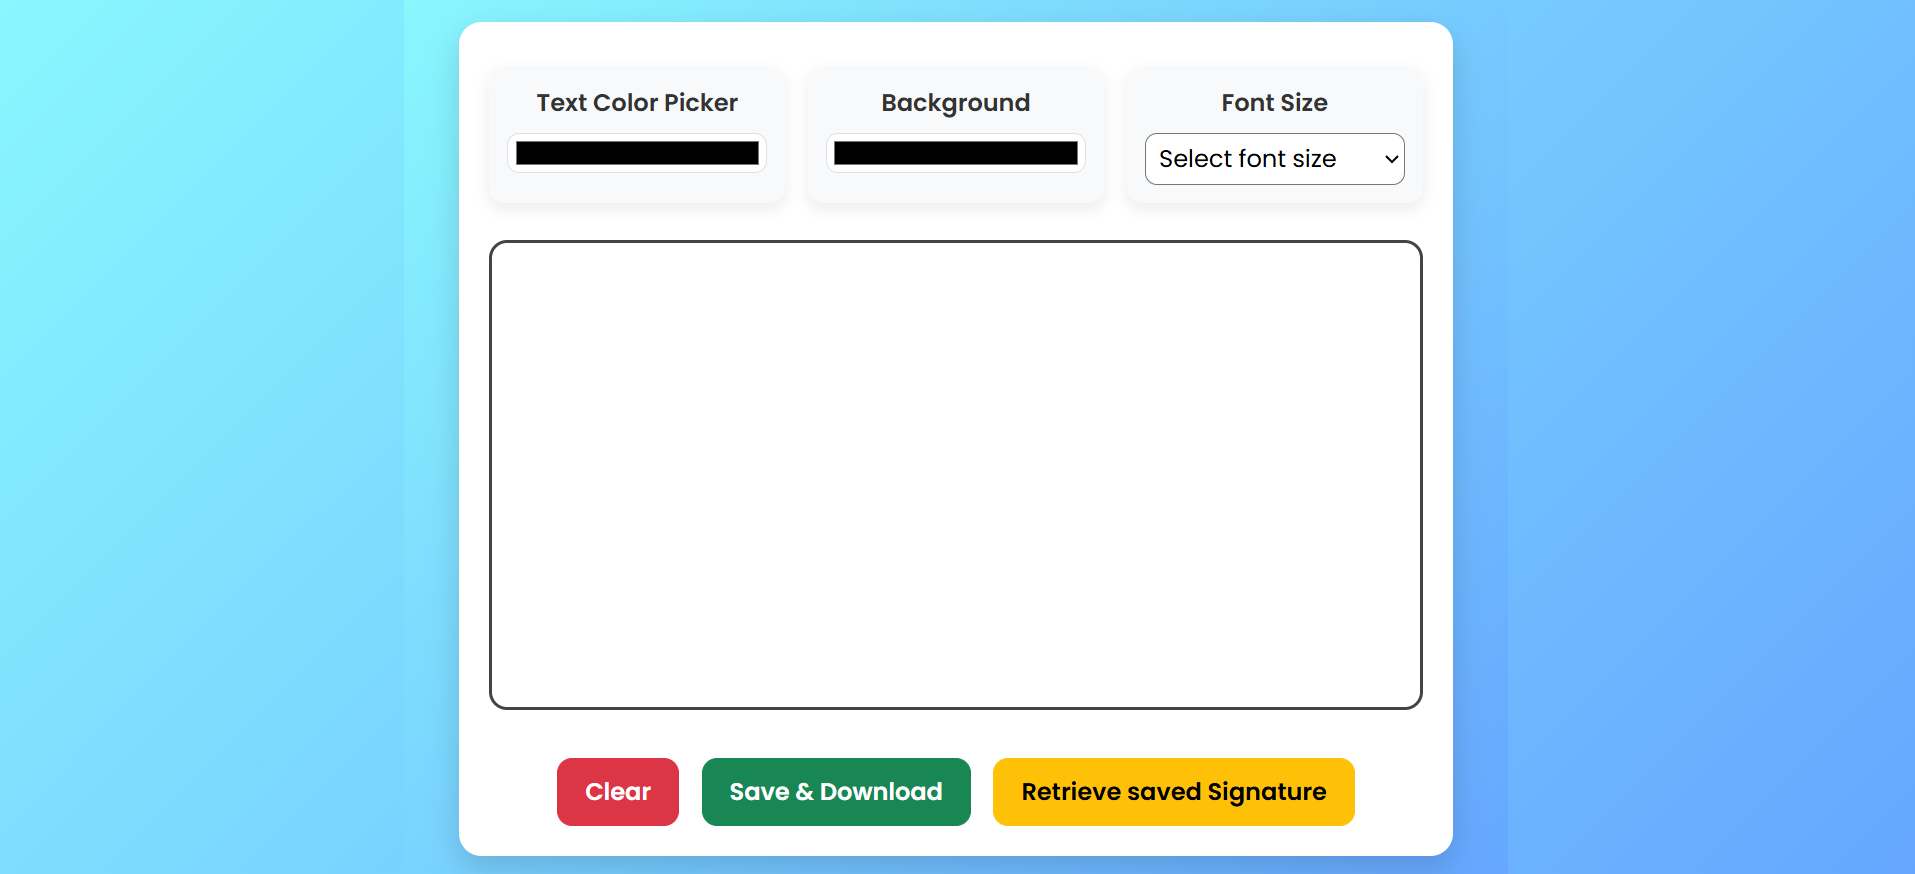 Text Color Picker
Background
Font Size
Select font size
Clear
Save & Download
Retrieve saved Signature